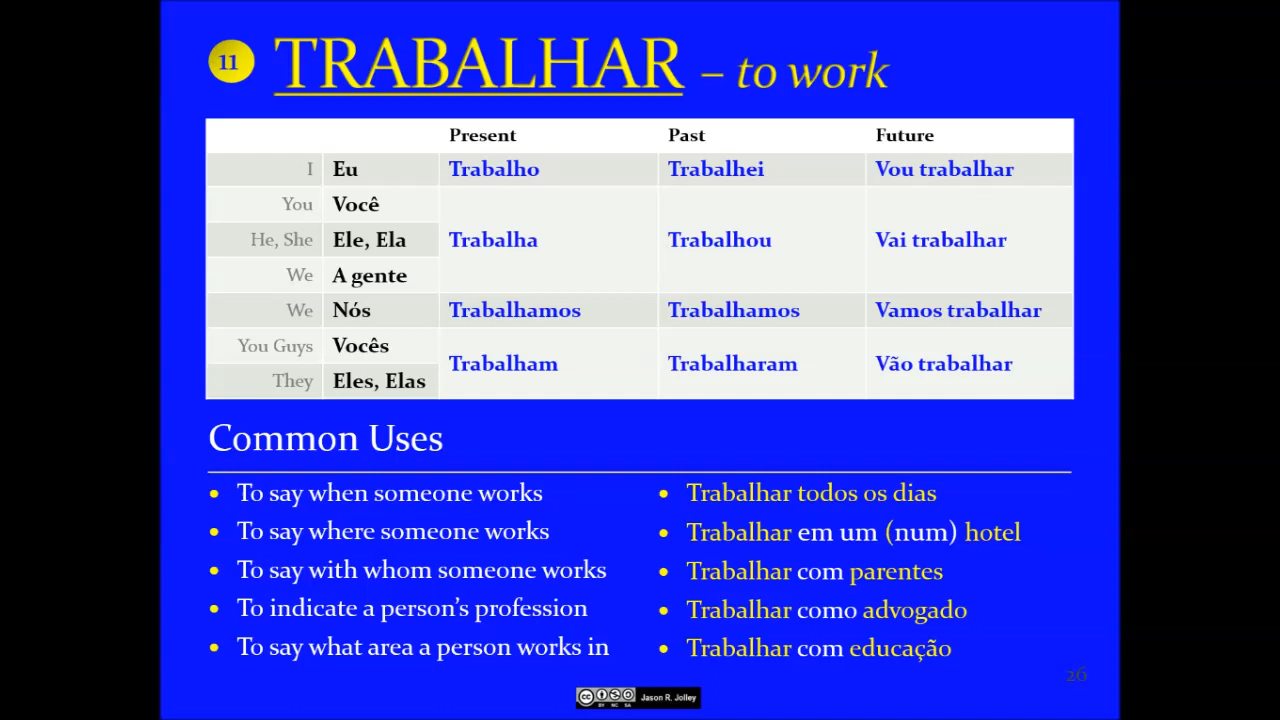 11 TRABALHAR – to work
Present Past Future
I Eu Trabalho Trabalhei Vou trabalhar
You Você
He, She Ele, Ela Trabalha Trabalhou Vai trabalhar
We A gente
We Nós Trabalhamos Trabalhamos Vamos trabalhar
You Guys Vocês
Trabalham Trabalharam Vão trabalhar
They Eles, Elas
Common Uses
• To say when someone works
• To say where someone works
• To say with whom someone works
• To indicate a person's profession
• To say what area a person works in
• Trabalhar todos os dias
• Trabalhar em um (num) hotel
• Trabalhar com parentes
• Trabalhar como advogado
• Trabalhar com educação
26
cc BY NC SA Jason R. Jolley